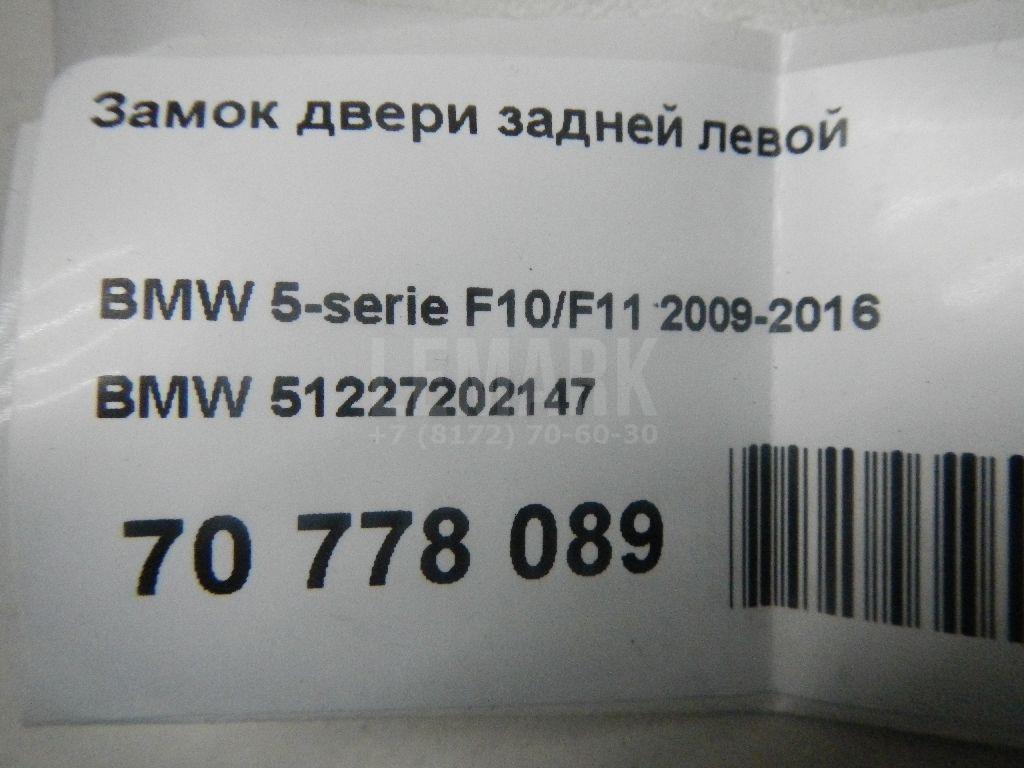 Замок двери задней левой
BMW 5-serie F10/F11 2009-2016
LEMARK
BMW 51227202147
+7 (8172) 70-60-30
70 778 089